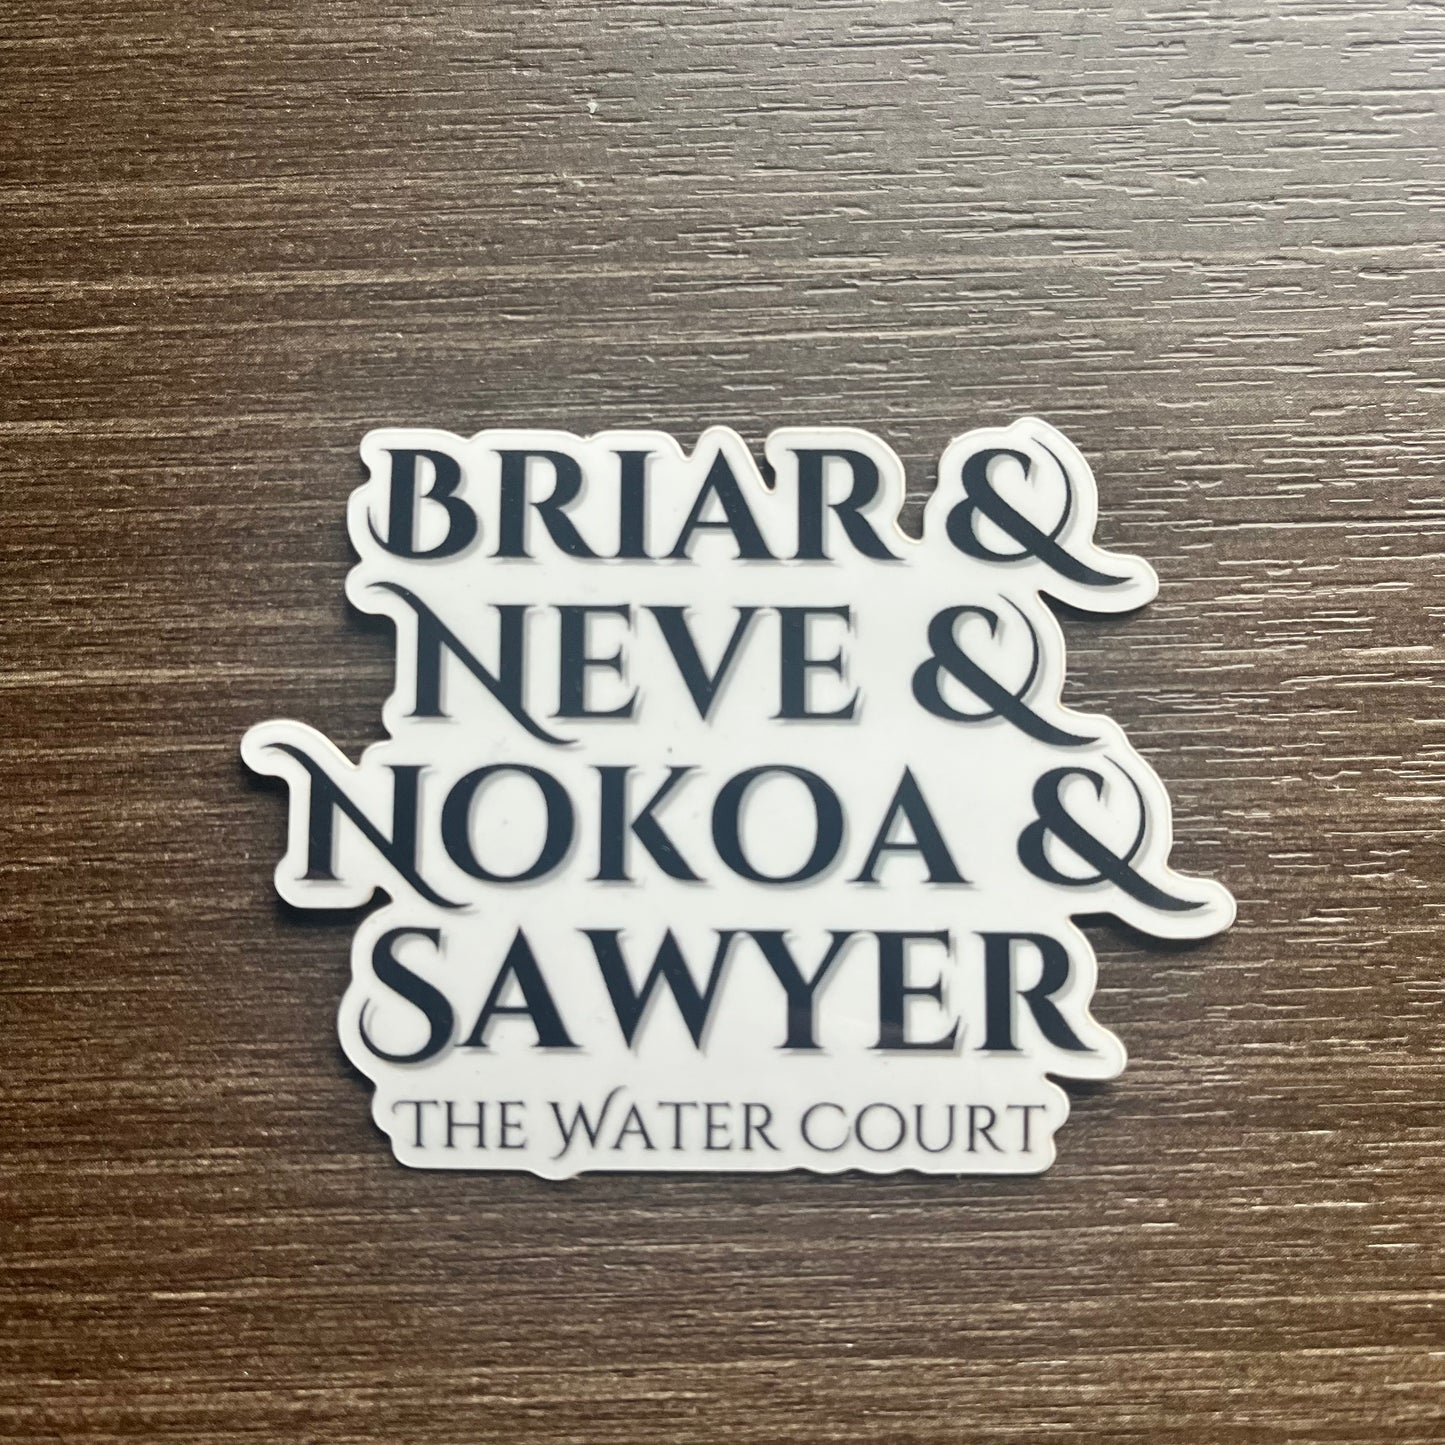 BRIAR &
NEVE &
NOKOA &
SAWYER
THE WATER COURT